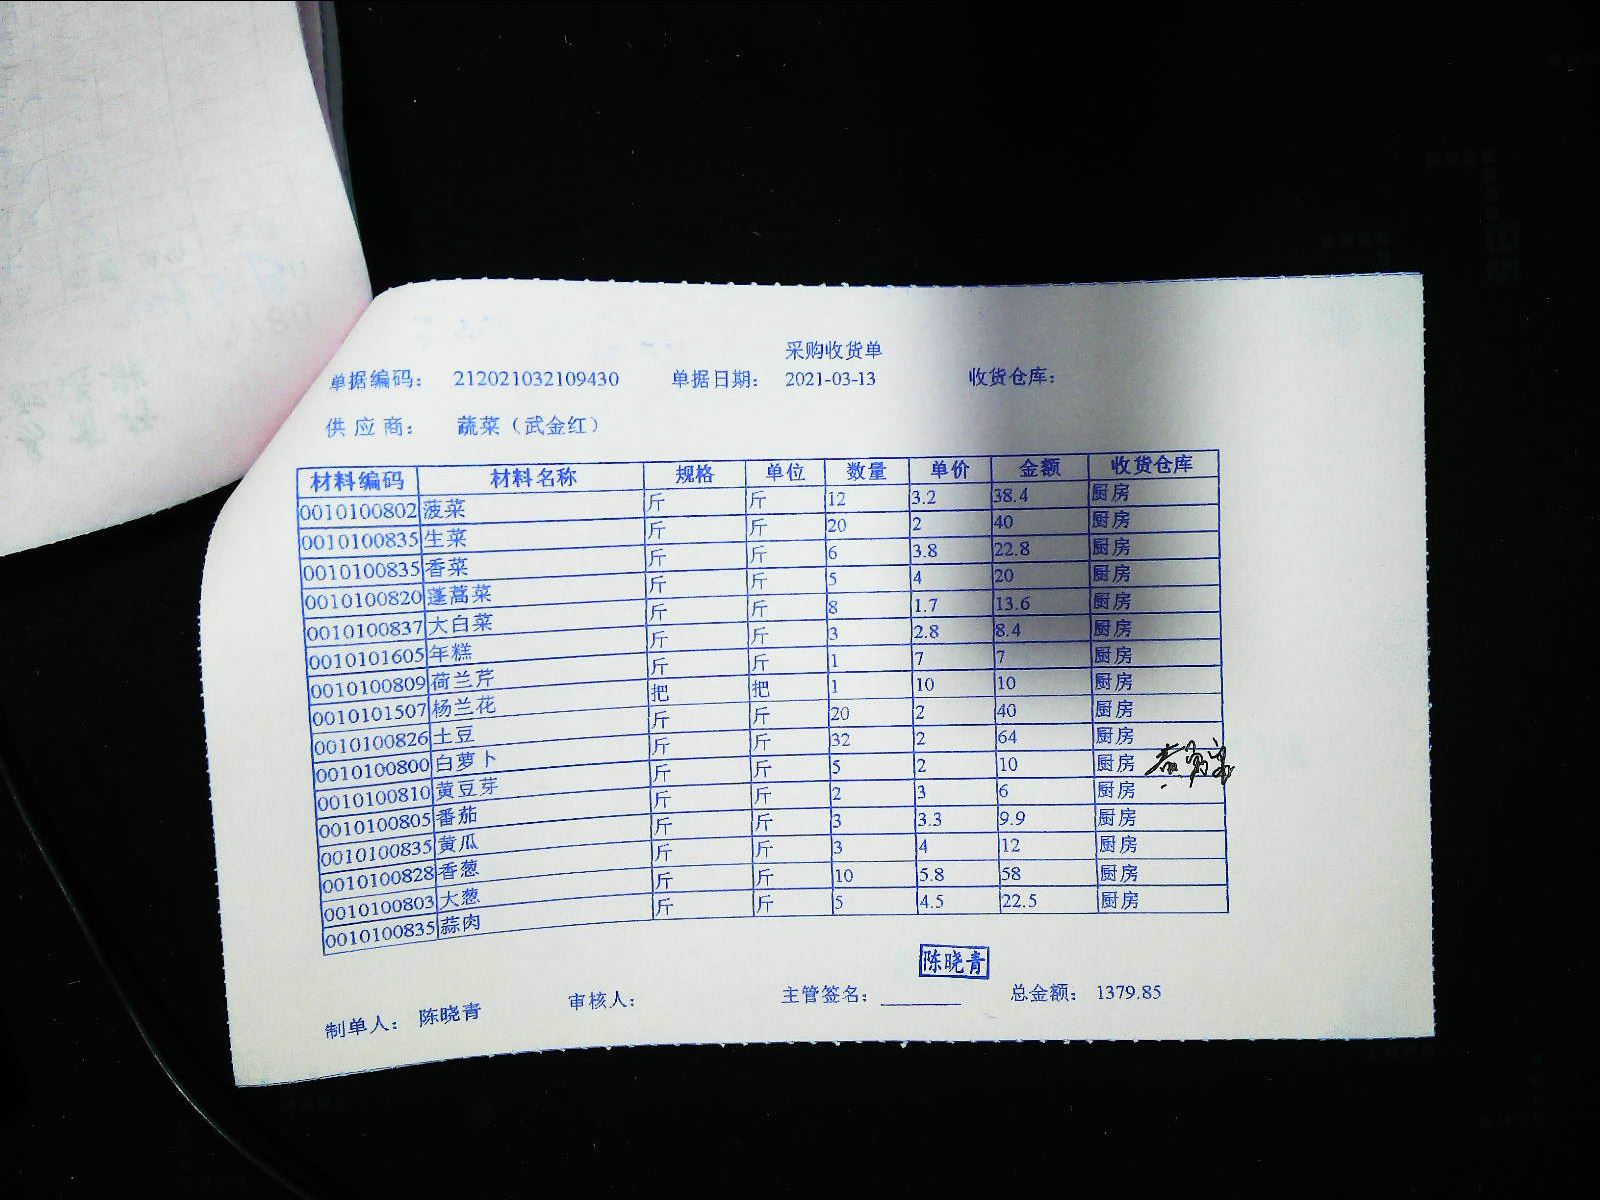 采购收货单
单据编码： 212021032109430 单据日期： 2021-03-13 收货仓库：
供应商： 蔬菜（武金红）
材料编码 材料名称 规格 单位 数量 单价 金额 收货仓库
0010100802 菠菜 斤 斤 12 3.2 38.4 厨房
0010100835 生菜 斤 斤 20 2 40 厨房
0010100835 香菜 斤 斤 6 3.8 22.8 厨房
0010100820 蓬蒿菜 斤 斤 5 4 20 厨房
0010100837 大白菜 斤 斤 8 1.7 13.6 厨房
0010101605 年糕 斤 斤 3 2.8 8.4 厨房
0010100809 荷兰芹 斤 斤 1 7 7 厨房
0010101507 杨兰花 把 把 1 10 10 厨房
0010100826 土豆 斤 斤 20 2 40 厨房
0010100800 白萝卜 斤 斤 32 2 64 厨房
0010100810 黄豆芽 斤 斤 5 2 10 厨房
0010100805 番茄 斤 斤 2 3 6 厨房
0010100835 黄瓜 斤 斤 3 3.3 9.9 厨房
0010100828 香葱 斤 斤 3 4 12 厨房
0010100803 大葱 斤 斤 10 5.8 58 厨房
0010100835 蒜肉 斤 斤 5 4.5 22.5 厨房
陈晓青
制单人： 陈晓青 审核人： 主管签名： 总金额： 1379.85